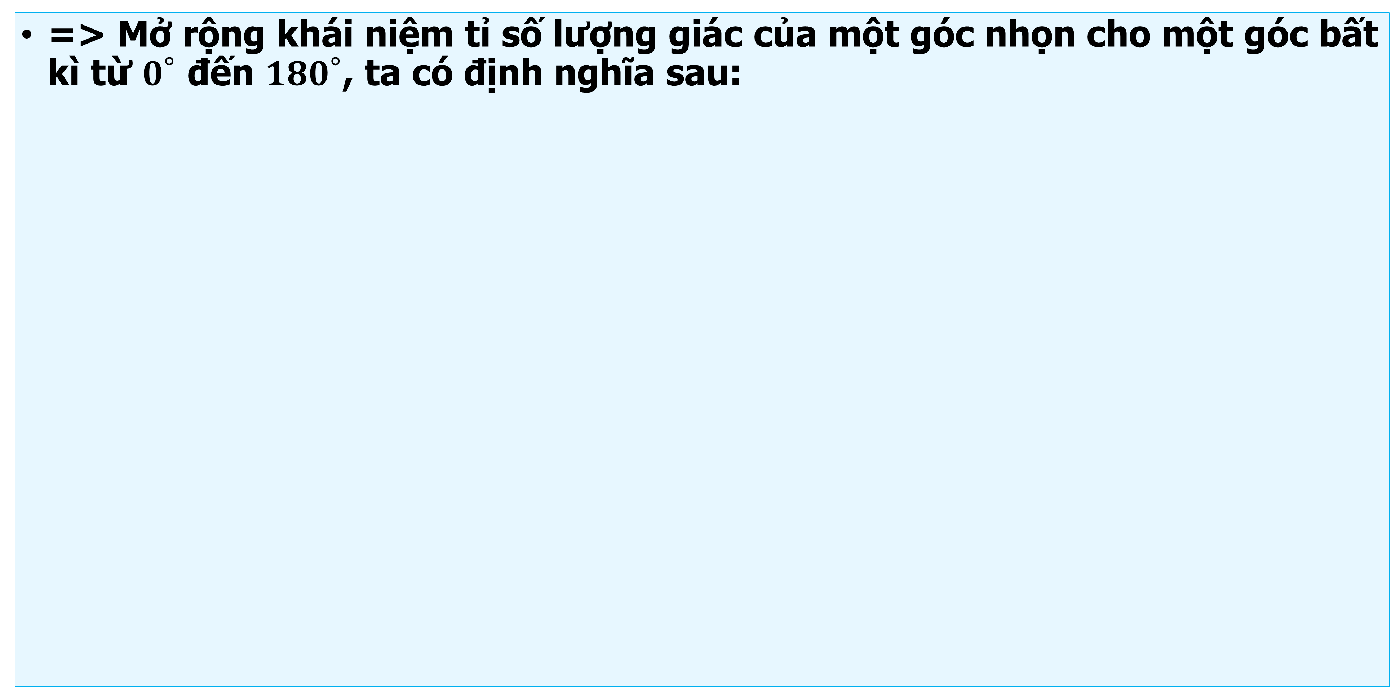 • => Mở rộng khái niệm tỉ số lượng giác của một góc nhọn cho một góc bất
kì từ 0° đến 180°, ta có định nghĩa sau: